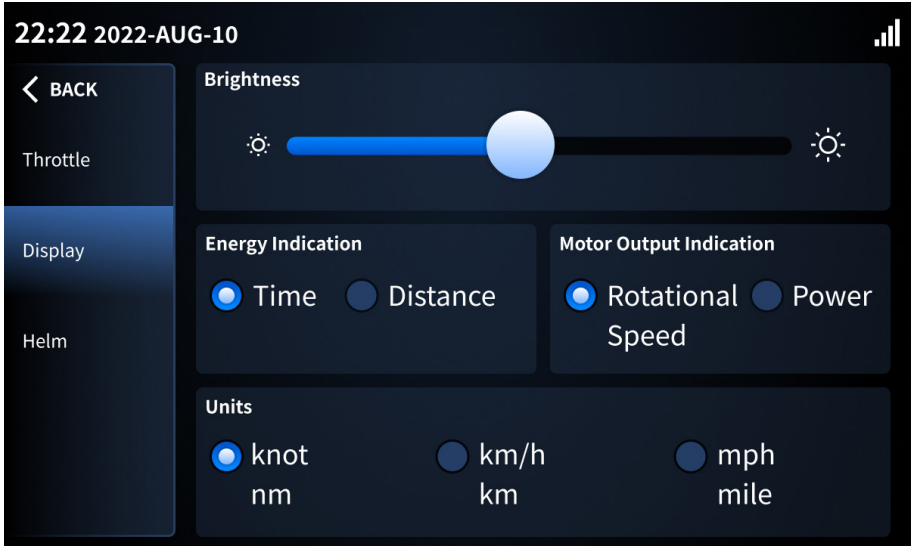 22:22 2022-AUG-10
BACK
Throttle
Display
Helm
Brightness
Energy Indication
Time
Distance
Motor Output Indication
Rotational
Speed
Power
Units
knot
nm
km/h
km
mph
mile